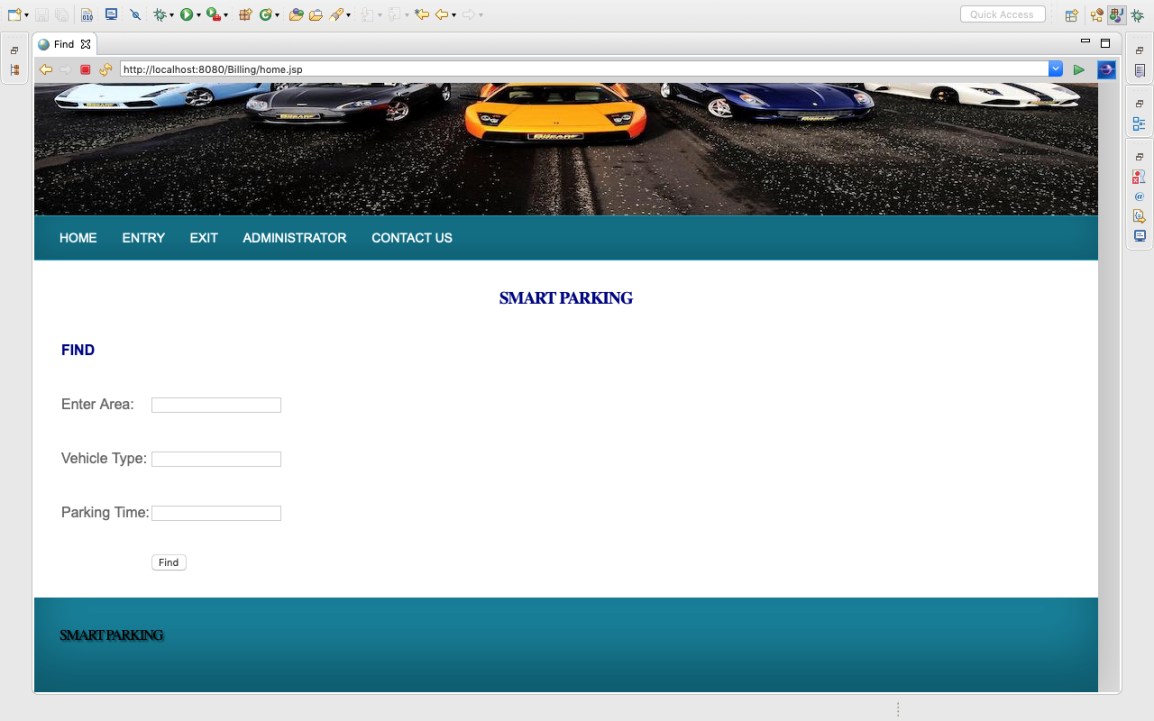 Quick Access
Find
http://localhost:8080/Billing/home.jsp
HOME ENTRY EXIT ADMINISTRATOR CONTACT US
SMART PARKING
FIND
Enter Area:
Vehicle Type:
Parking Time:
Find
SMART PARKING